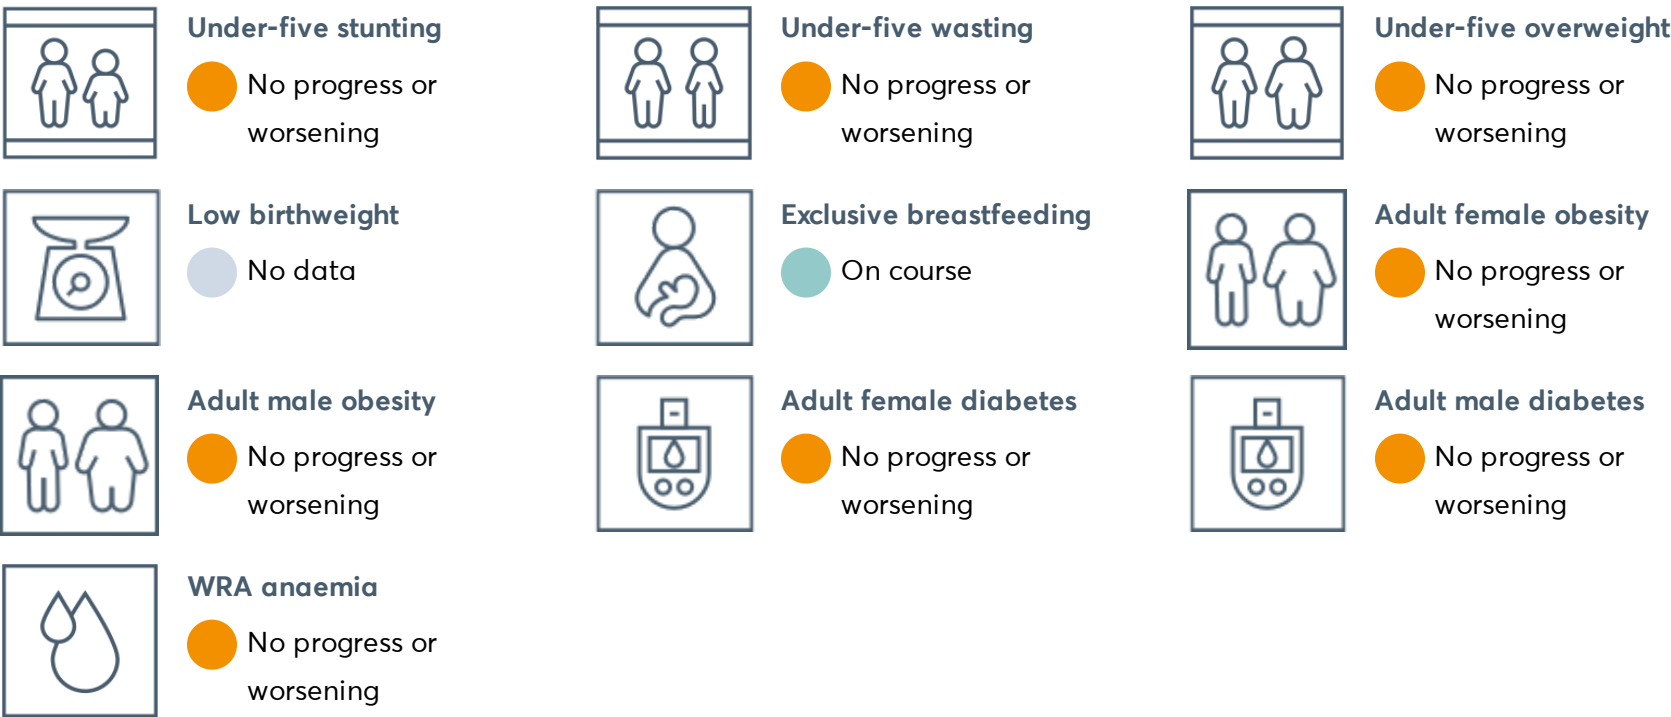 Under-five stunting
No progress or
worsening
Under-five wasting
No progress or
worsening
Under-five overweight
No progress or
worsening
Low birthweight
No data
Exclusive breastfeeding
On course
Adult female obesity
No progress or
worsening
Adult male obesity
No progress or
worsening
Adult female diabetes
No progress or
worsening
Adult male diabetes
No progress or
worsening
WRA anaemia
No progress or
worsening